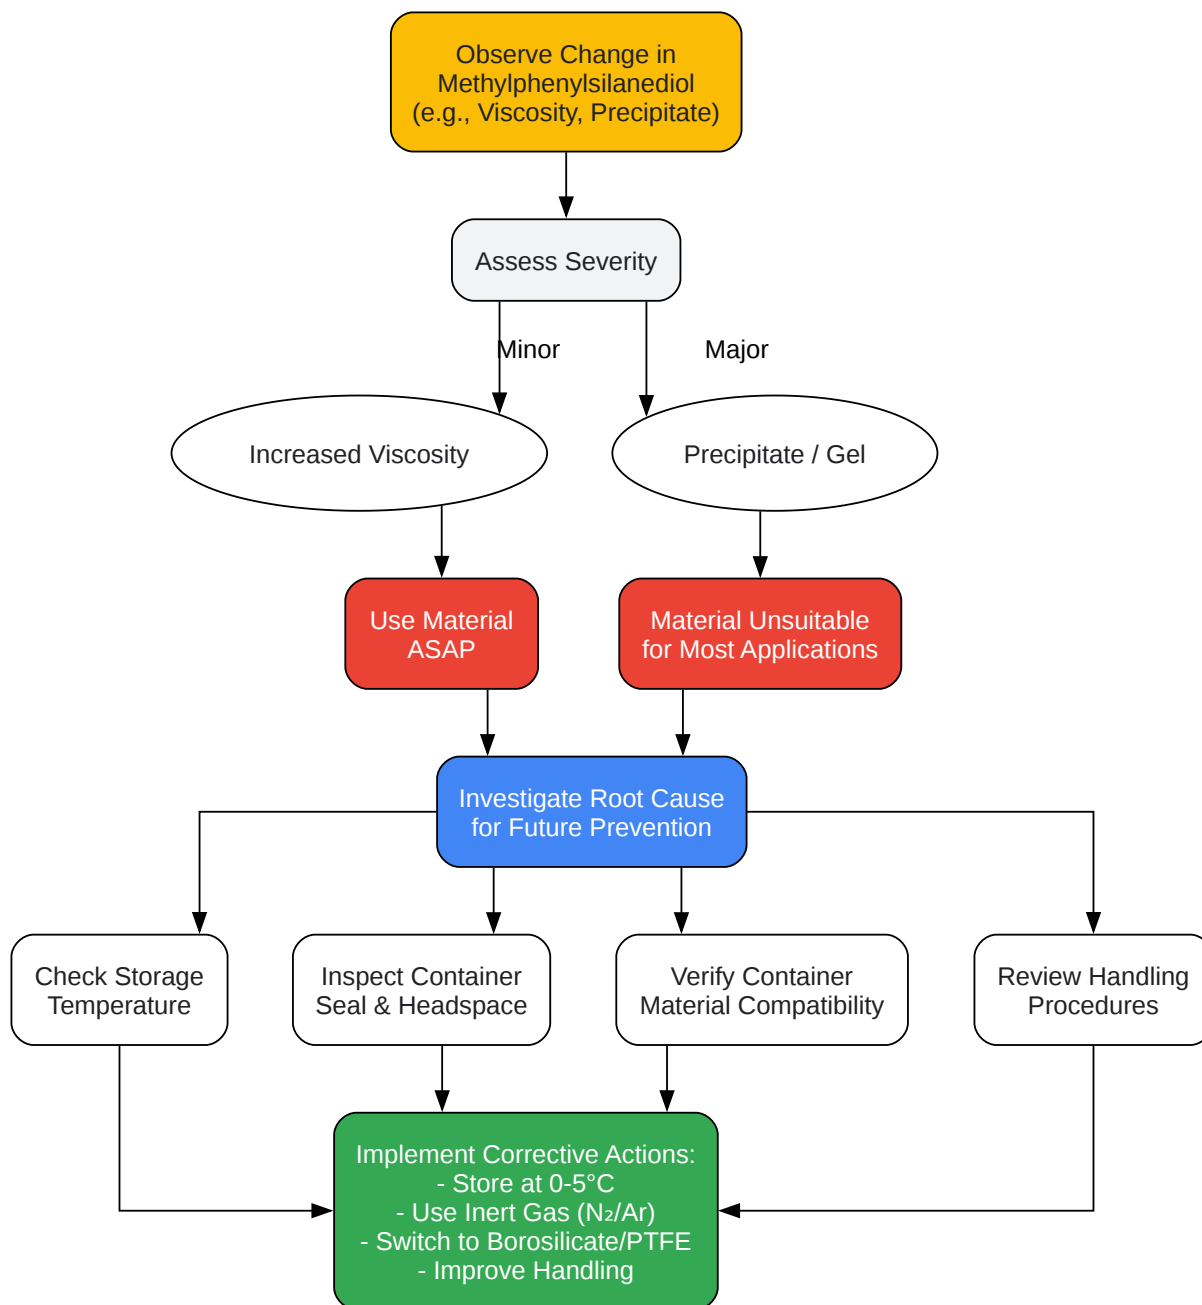 Observe Change in
Methylphenylsilanediol
(e.g., Viscosity, Precipitate)
Assess Severity
Minor
Major
Increased Viscosity
Precipitate / Gel
Use Material
ASAP
Material Unsuitable
for Most Applications
Investigate Root Cause
for Future Prevention
Check Storage
Temperature
Inspect Container
Seal & Headspace
Verify Container
Material Compatibility
Review Handling
Procedures
Implement Corrective Actions:
- Store at 0-5°C
- Use Inert Gas (N₂/Ar)
- Switch to Borosilicate/PTFE
- Improve Handling